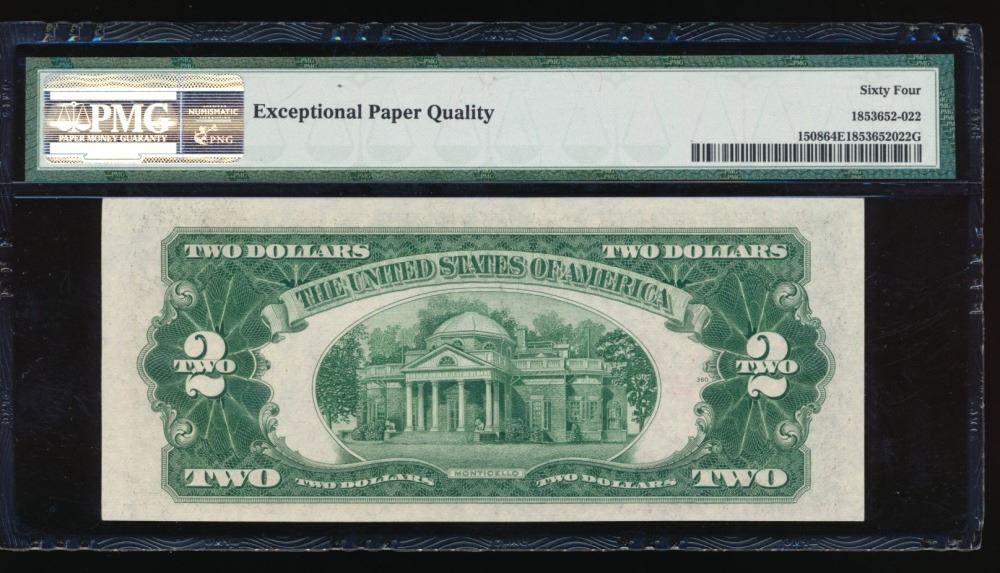 PMG
PAPER MONEY GUARANTY
NUMISMATIC
PNG
Exceptional Paper Quality
Sixty Four
1853652-022
150864E1853652022G
TWO DOLLARS
TWO DOLLARS
THE UNITED STATES OF AMERICA
2
TWO
2
TWO
360
MONTICELLO
TWO
TWO DOLLARS
TWO DOLLARS
TWO